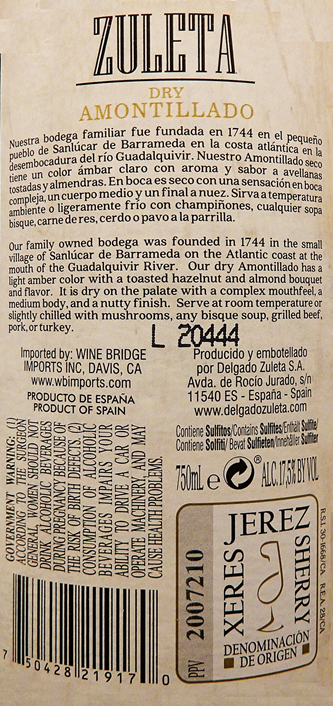 ZULETA
DRY
AMONTILLADO
Nuestra bodega familiar fue fundada en 1744 en el pequeño
pueblo de Sanlúcar de Barrameda en la costa atlántica en la
desembocadura del río Guadalquivir. Nuestro Amontillado seco
tiene un color ámbar claro con aroma y sabor a avellanas
tostadas y almendras. En boca es seco con una sensación en boca
compleja, un cuerpo medio y un final a nuez. Sirva a temperatura
ambiente o ligeramente frío con champiñones, cualquier sopa
bisque, carne de res, cerdo o pavo a la parrilla.
Our family owned bodega was founded in 1744 in the small
village of Sanlúcar de Barrameda on the Atlantic coast at the
mouth of the Guadalquivir River. Our dry Amontillado has a
light amber color with a toasted hazelnut and almond bouquet
and flavor. It is dry on the palate with a complex mouthfeel, a
medium body, and a nutty finish. Serve at room temperature or
slightly chilled with mushrooms, any bisque soup, grilled beef,
pork, or turkey.
L 20444
Imported by: WINE BRIDGE
IMPORTS INC, DAVIS, CA
www.wbimports.com
PRODUCTO DE ESPAÑA
PRODUCT OF SPAIN
Producido y embotellado
por Delgado Zuleta S.A.
Avda. de Rocío Jurado, s/n
11540 ES - España - Spain
www.delgadozuleta.com
Contiene Sulfitos/Contains Sulfites/Enthält Sulfite/
Contiene Solfiti/Bevat Sulfieten/Innehåller Sulfiter
750mL e ® ALC. 17,5% BY VOL.
GOVERNMENT WARNING: (1)
ACCORDING TO THE SURGEON
GENERAL WOMEN SHOULD NOT
DRINK ALCOHOLIC BEVERAGES
DURING PREGNANCY BECAUSE OF
THE RISK OF BIRTH DEFECTS. (2)
CONSUMPTION OF ALCOHOLIC
BEVERAGES IMPAIRS YOUR
ABILITY TO DRIVE A CAR OR
OPERATE MACHINERY, AND MAY
CAUSE HEALTH PROBLEMS.
7 50428 21917 0
PPV 2007210
XERES
JEREZ
SHERRY
DENOMINACIÓN
DE ORIGEN